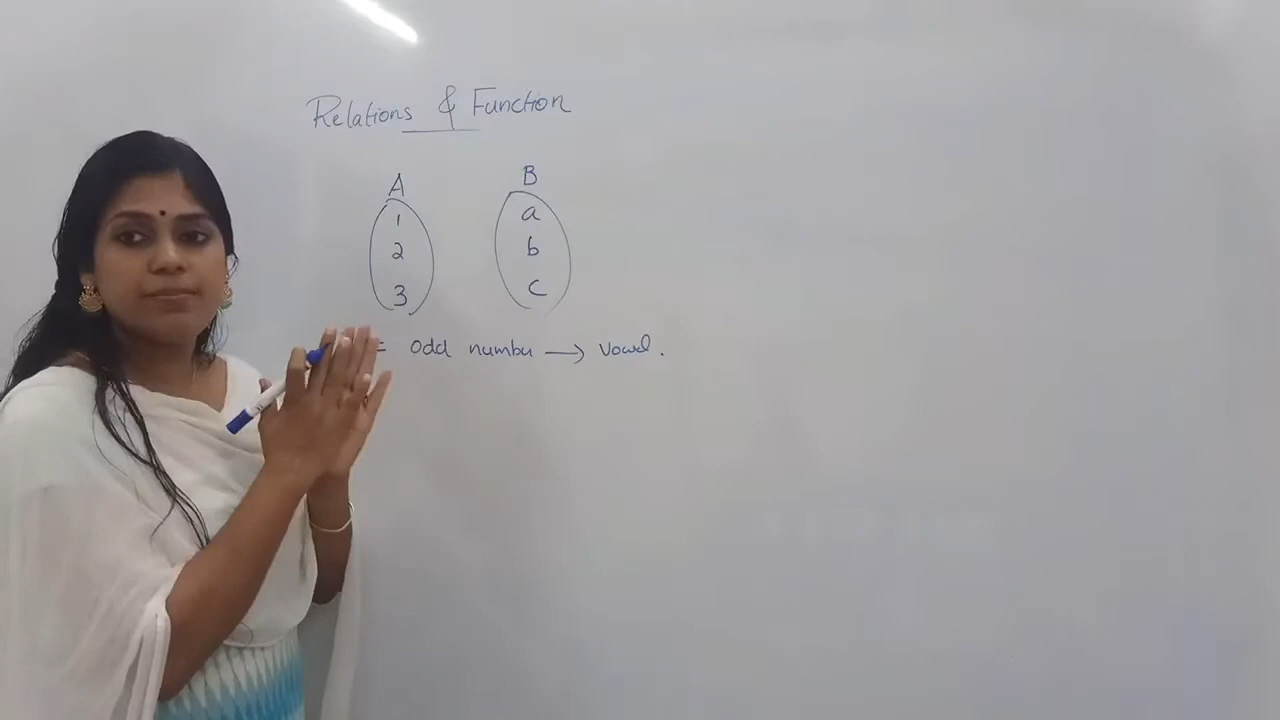 Relations & Function
A B
1 a
2 b
3 c
= odd number → vowel.